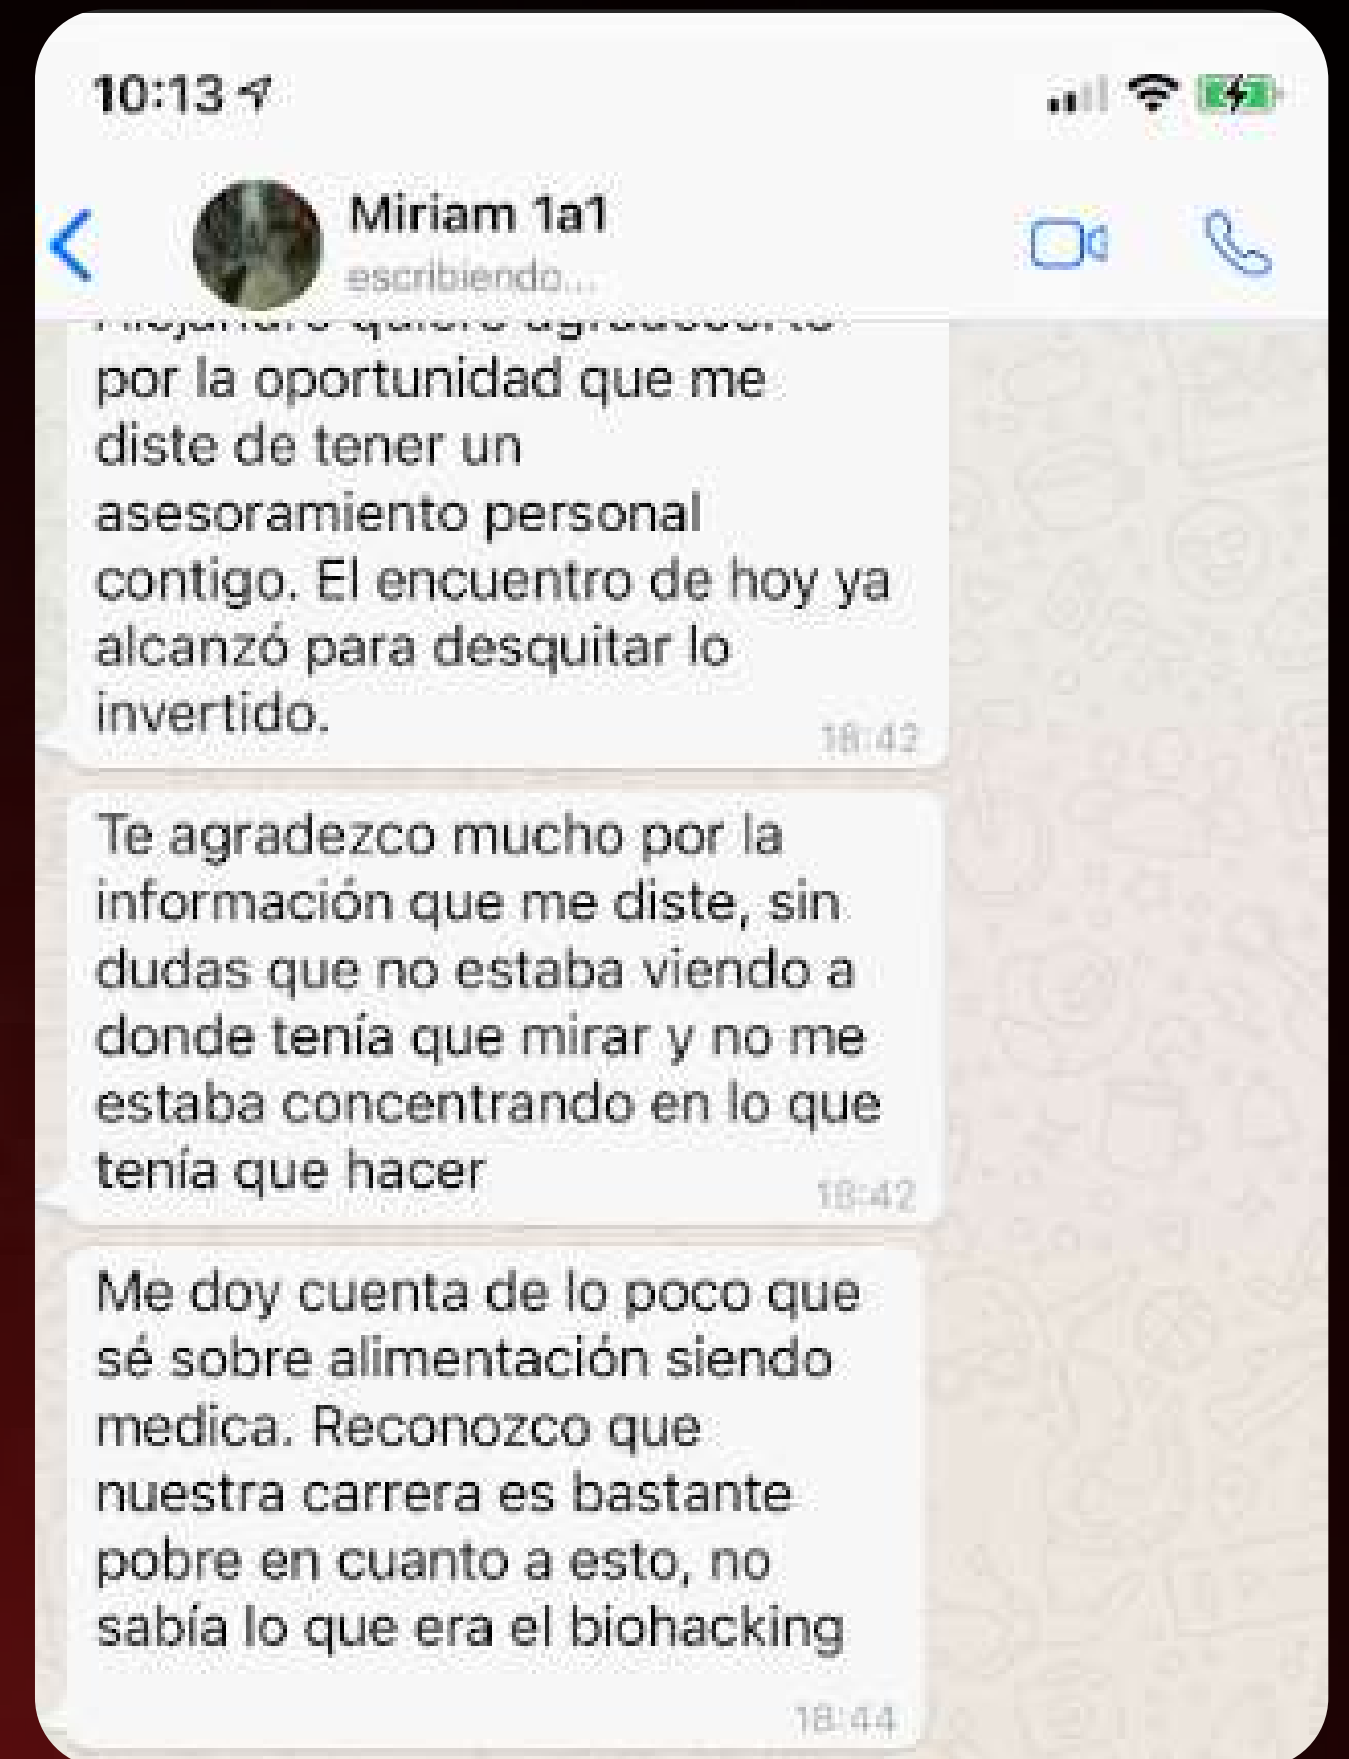 10:13
Miriam 1a1
escribiendo...
quiero
por la oportunidad que me
diste de tener un
asesoramiento personal
contigo. El encuentro de hoy ya
alcanzó para desquitar lo
invertido.
18:42
Te agradezco mucho por la
información que me diste, sin
dudas que no estaba viendo a
donde tenía que mirar y no me
estaba concentrando en lo que
tenía que hacer
18:42
Me doy cuenta de lo poco que
sé sobre alimentación siendo
medica. Reconozco que
nuestra carrera es bastante
pobre en cuanto a esto, no
sabía lo que era el biohacking
18:44